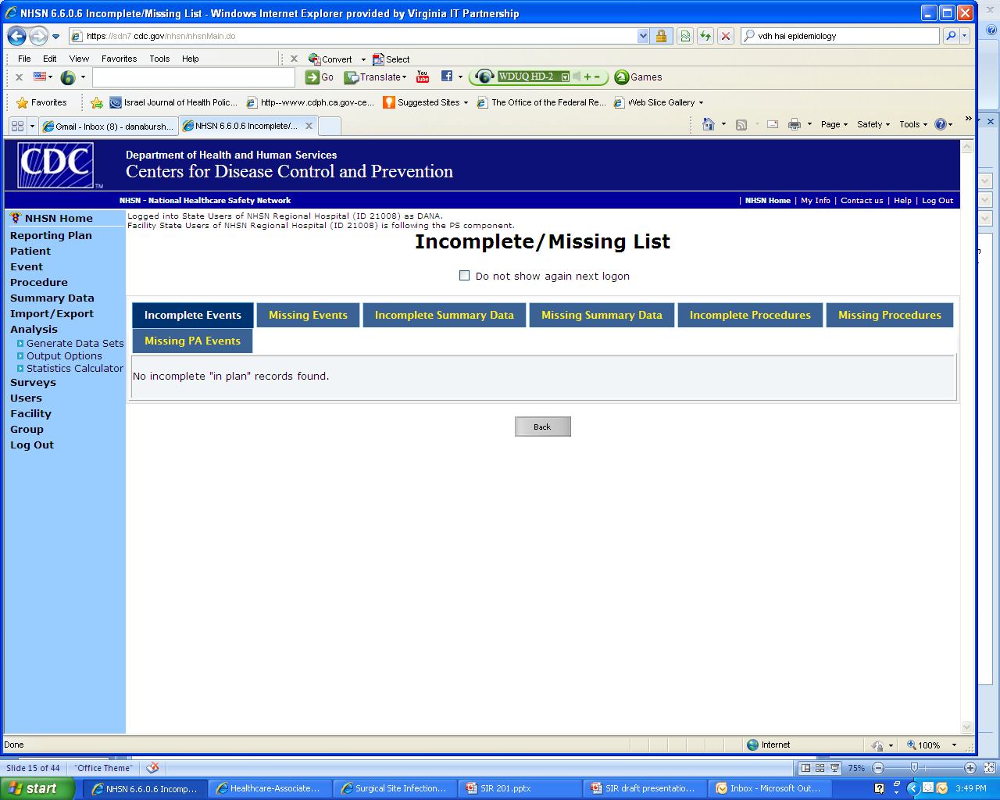 NHSN 6.6.0.6 Incomplete/Missing List - Windows Internet Explorer provided by Virginia IT Partnership
https://sdn7.cdc.gov/nhsn/nhsnMain.do
vdh hai epidemiology
File Edit View Favorites Tools Help
Convert Select
Go Translate You Tube WDUQ HD-2 Games
Favorites Israel Journal of Health Polic... http--www.cdph.ca.gov-ce... Suggested Sites The Office of the Federal Re... Web Slice Gallery
Gmail - Inbox (8) - danabursh... NHSN 6.6.0.6 Incomplete/... Page Safety Tools
CDC TM
Department of Health and Human Services
Centers for Disease Control and Prevention
NHSN - National Healthcare Safety Network
| NHSN Home | My Info | Contact us | Help | Log Out
NHSN Home
Reporting Plan
Patient
Event
Procedure
Summary Data
Import/Export
Analysis
Generate Data Sets
Output Options
Statistics Calculator
Surveys
Users
Facility
Group
Log Out
Logged into State Users of NHSN Regional Hospital (ID 21008) as DANA.
Facility State Users of NHSN Regional Hospital (ID 21008) is following the PS component.
Incomplete/Missing List
Do not show again next logon
Incomplete Events Missing Events Incomplete Summary Data Missing Summary Data Incomplete Procedures Missing Procedures
Missing PA Events
No incomplete "in plan" records found.
Back
Done Internet 100%
Slide 15 of 44 "Office Theme" 75%
start NHSN 6.6.0.6 Incomp... Healthcare-Associate... Surgical Site Infection... SIR 201.pptx SIR draft presentatio... Inbox - Microsoft Out... 3:49 PM